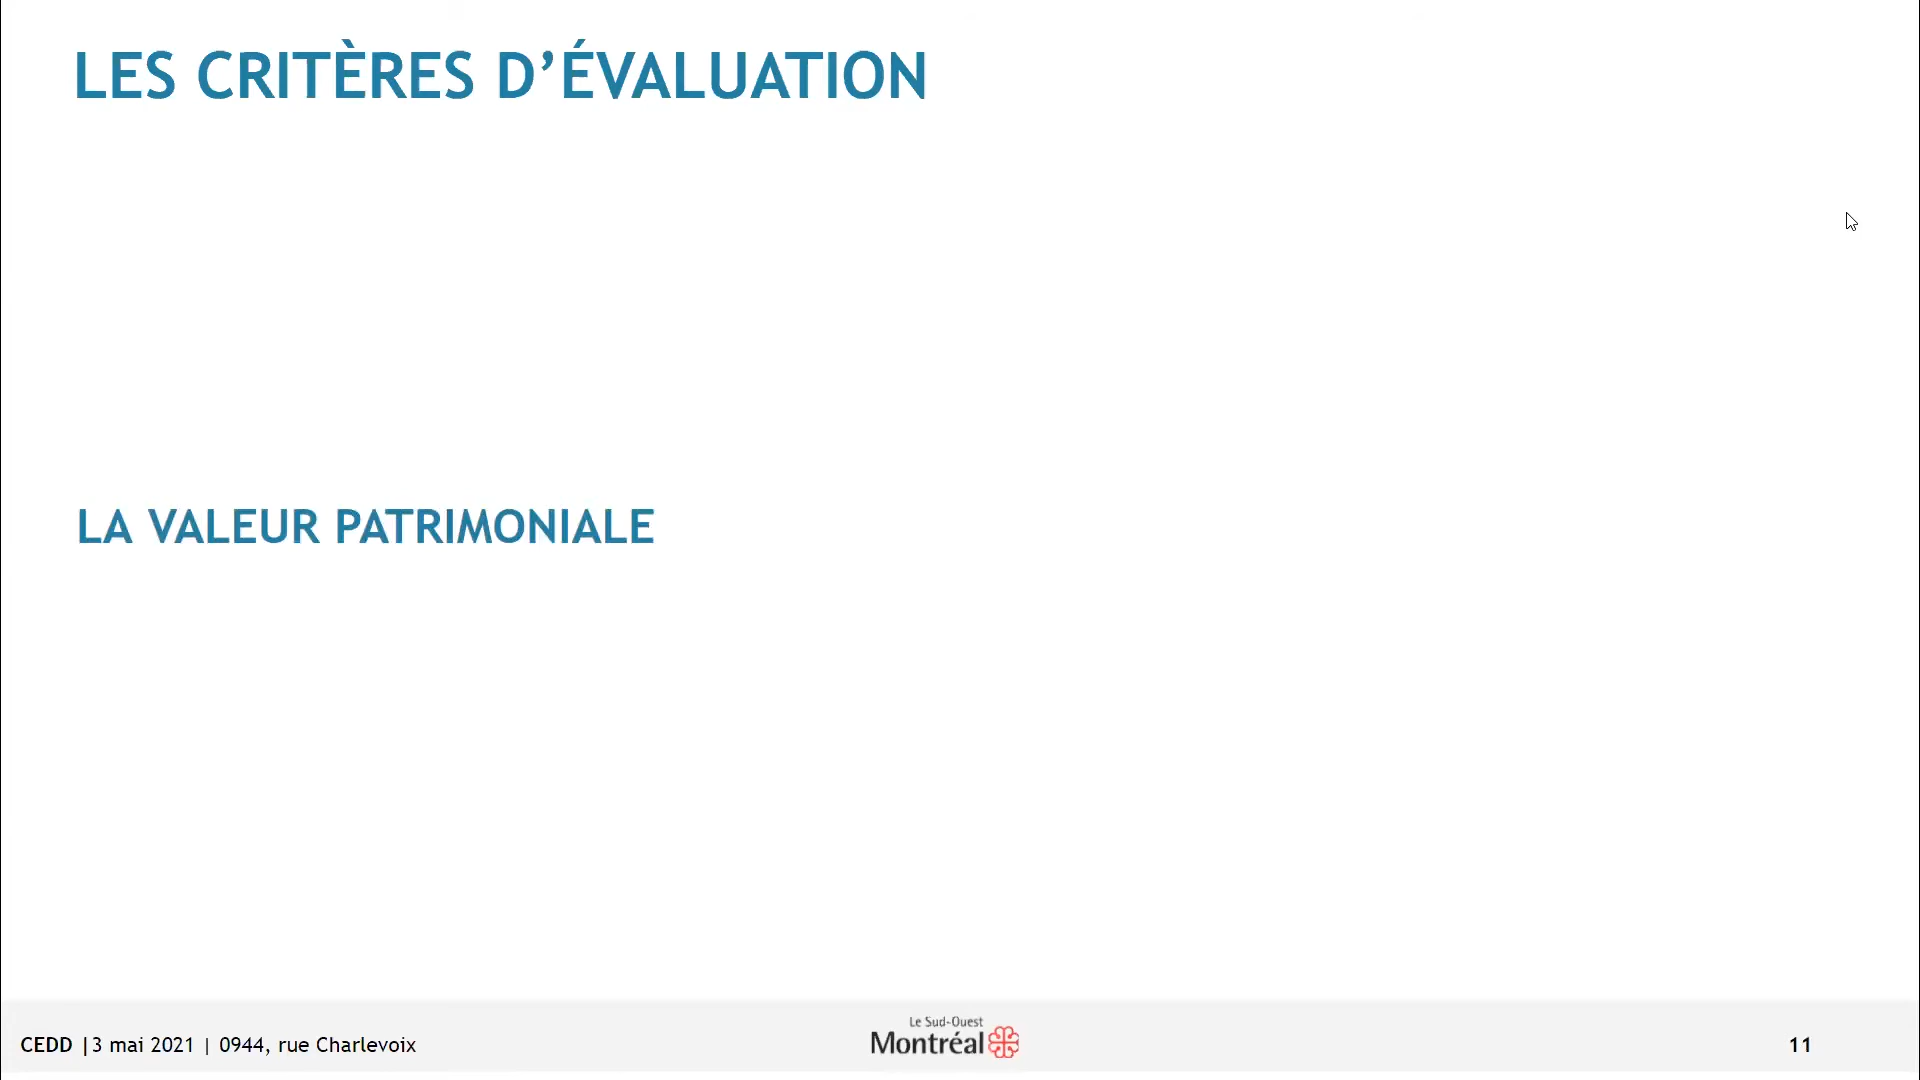 LES CRITÈRES D’ÉVALUATION
LA VALEUR PATRIMONIALE
CEDD |3 mai 2021 | 0944, rue Charlevoix
Le Sud-Ouest
Montréal
11